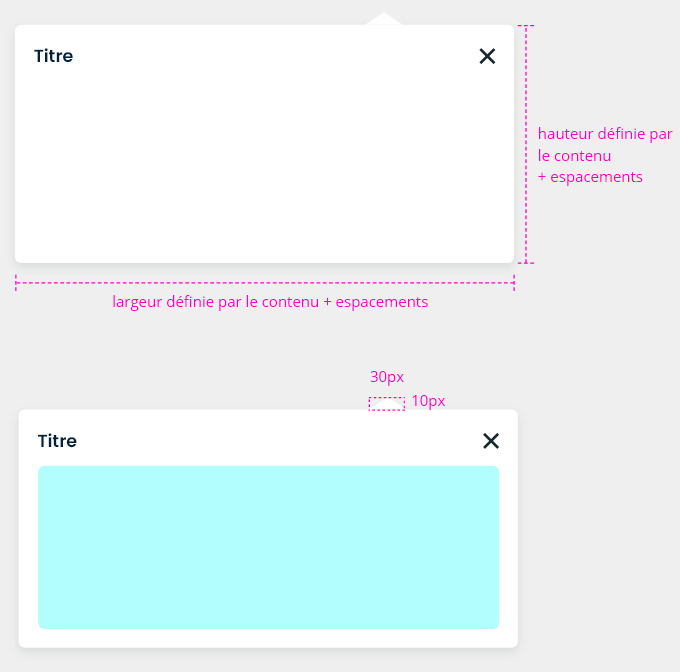 Titre
hauteur définie par
le contenu
+ espacements
largeur définie par le contenu + espacements
30px
10px
Titre